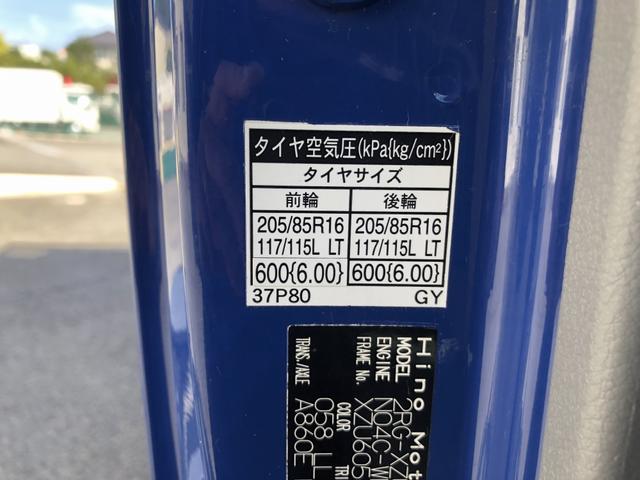 タイヤ空気圧(kPa{kg/cm²})
タイヤサイズ
前輪 後輪
205/85R16 205/85R16
117/115L LT 117/115L LT
600{6.00} 600{6.00}
37P80 GY
Hino Mot
MODEL 2RG-XZ
ENGINE N04C-W
FRAME No. XZU605
COLOR TRI
058 LL
TRANS./AXLE A860E